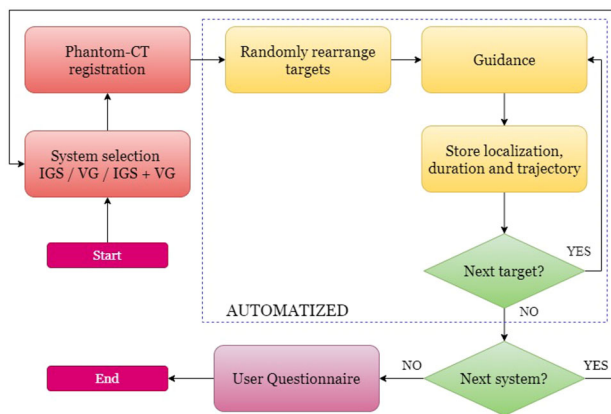 Phantom-CT
registration
Randomly rearrange
targets
Guidance
System selection
IGS / VG / IGS + VG
Store localization,
duration and trajectory
Start
Next target?
YES
AUTOMATIZED
NO
End
User Questionnaire
NO
Next system?
YES